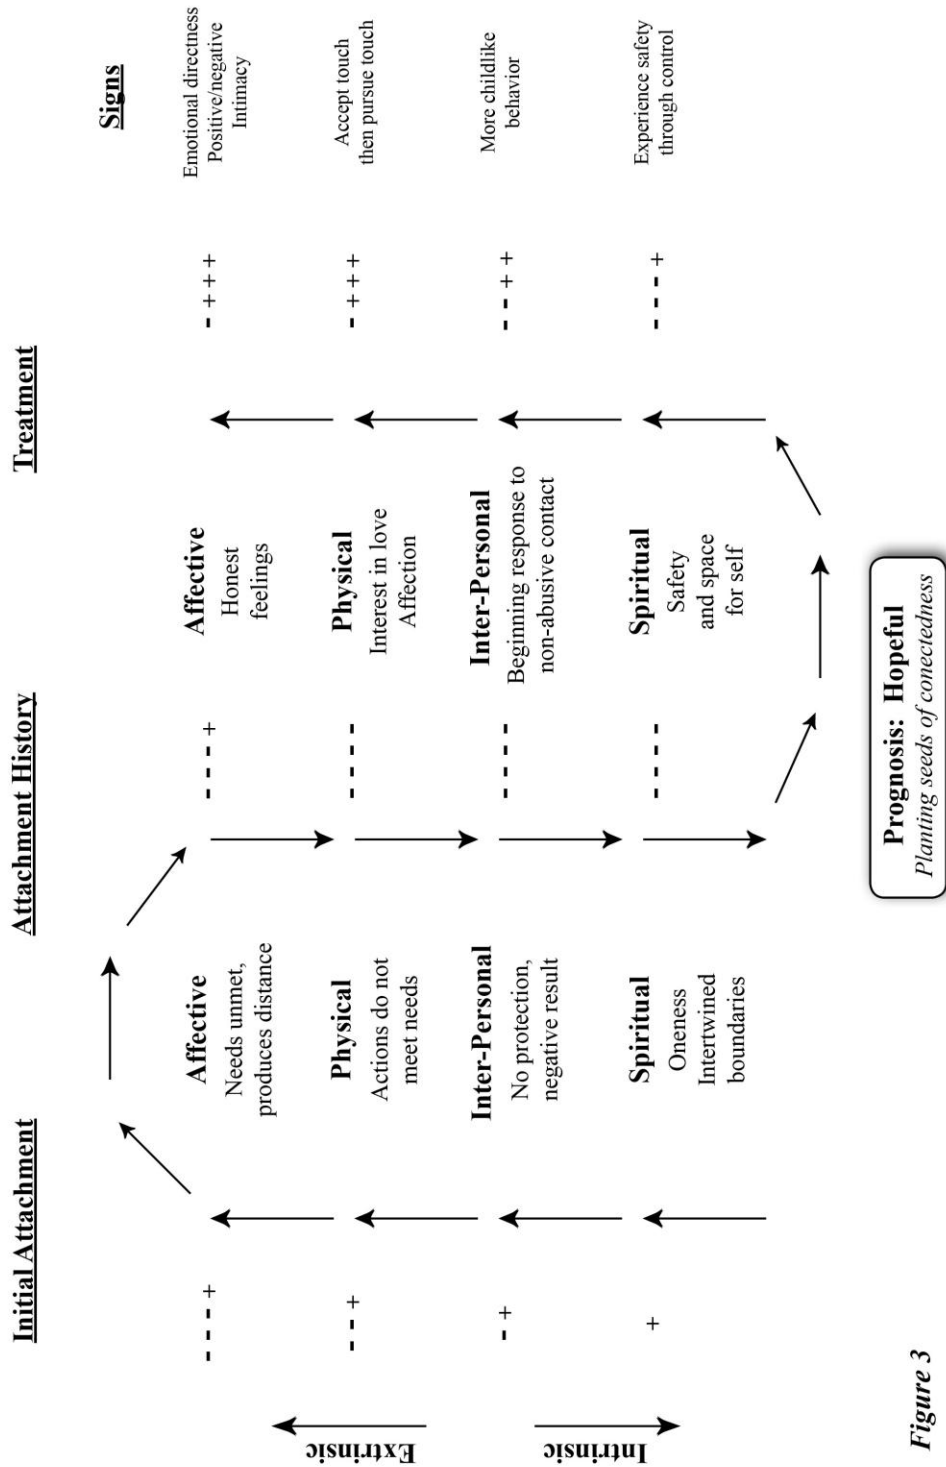 Initial Attachment
Attachment History
Treatment
Signs
Extrinsic
Intrinsic
- - - +
Affective
Needs unmet,
produces distance
- - - +
Affective
Honest
feelings
- + + +
Emotional directness
Positive/negative
Intimacy
- - +
Physical
Actions do not
meet needs
- - - -
Physical
Interest in love
Affection
- + + +
Accept touch
then pursue touch
- +
Inter-Personal
No protection,
negative result
- - - -
Inter-Personal
Beginning response to
non-abusive contact
- - + +
More childlike
behavior
+
Spiritual
Oneness
Intertwined
boundaries
- - - -
Spiritual
Safety
and space
for self
- - - +
Experience safety
through control
Prognosis: Hopeful
Planting seeds of conectedness
Figure 3